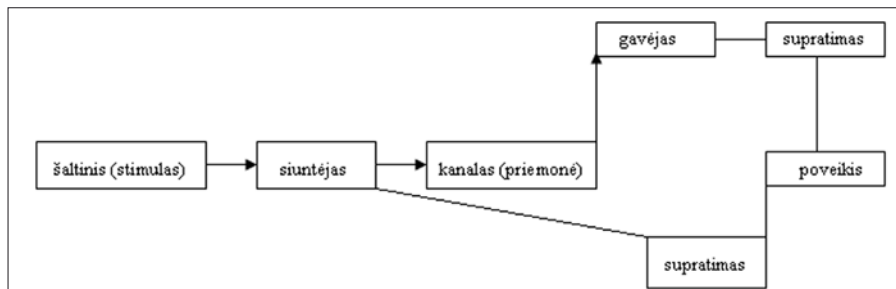 gavėjas
supratimas
šaltinis (stimulas)
siuntėjas
kanalas (priemonė)
poveikis
supratimas